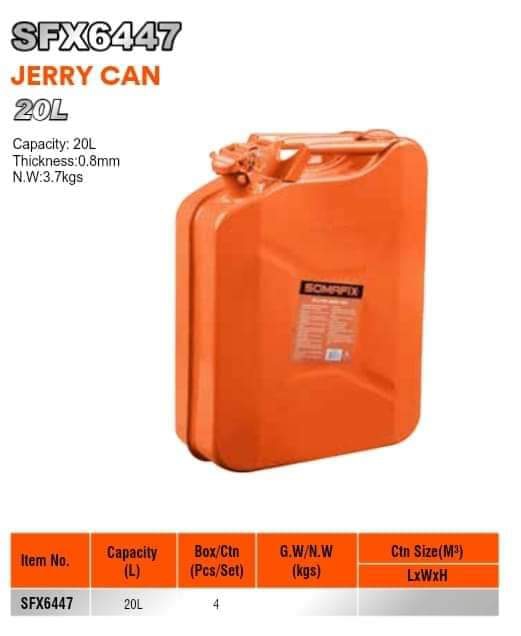 SFX6447
JERRY CAN
20L
Capacity: 20L
Thickness:0.8mm
N.W:3.7kgs
SOMAFIX
Item No.
Capacity
(L)
Box/Ctn
(Pcs/Set)
G.W/N.W
(kgs)
Ctn Size(M³)
LxWxH
SFX6447
20L
4